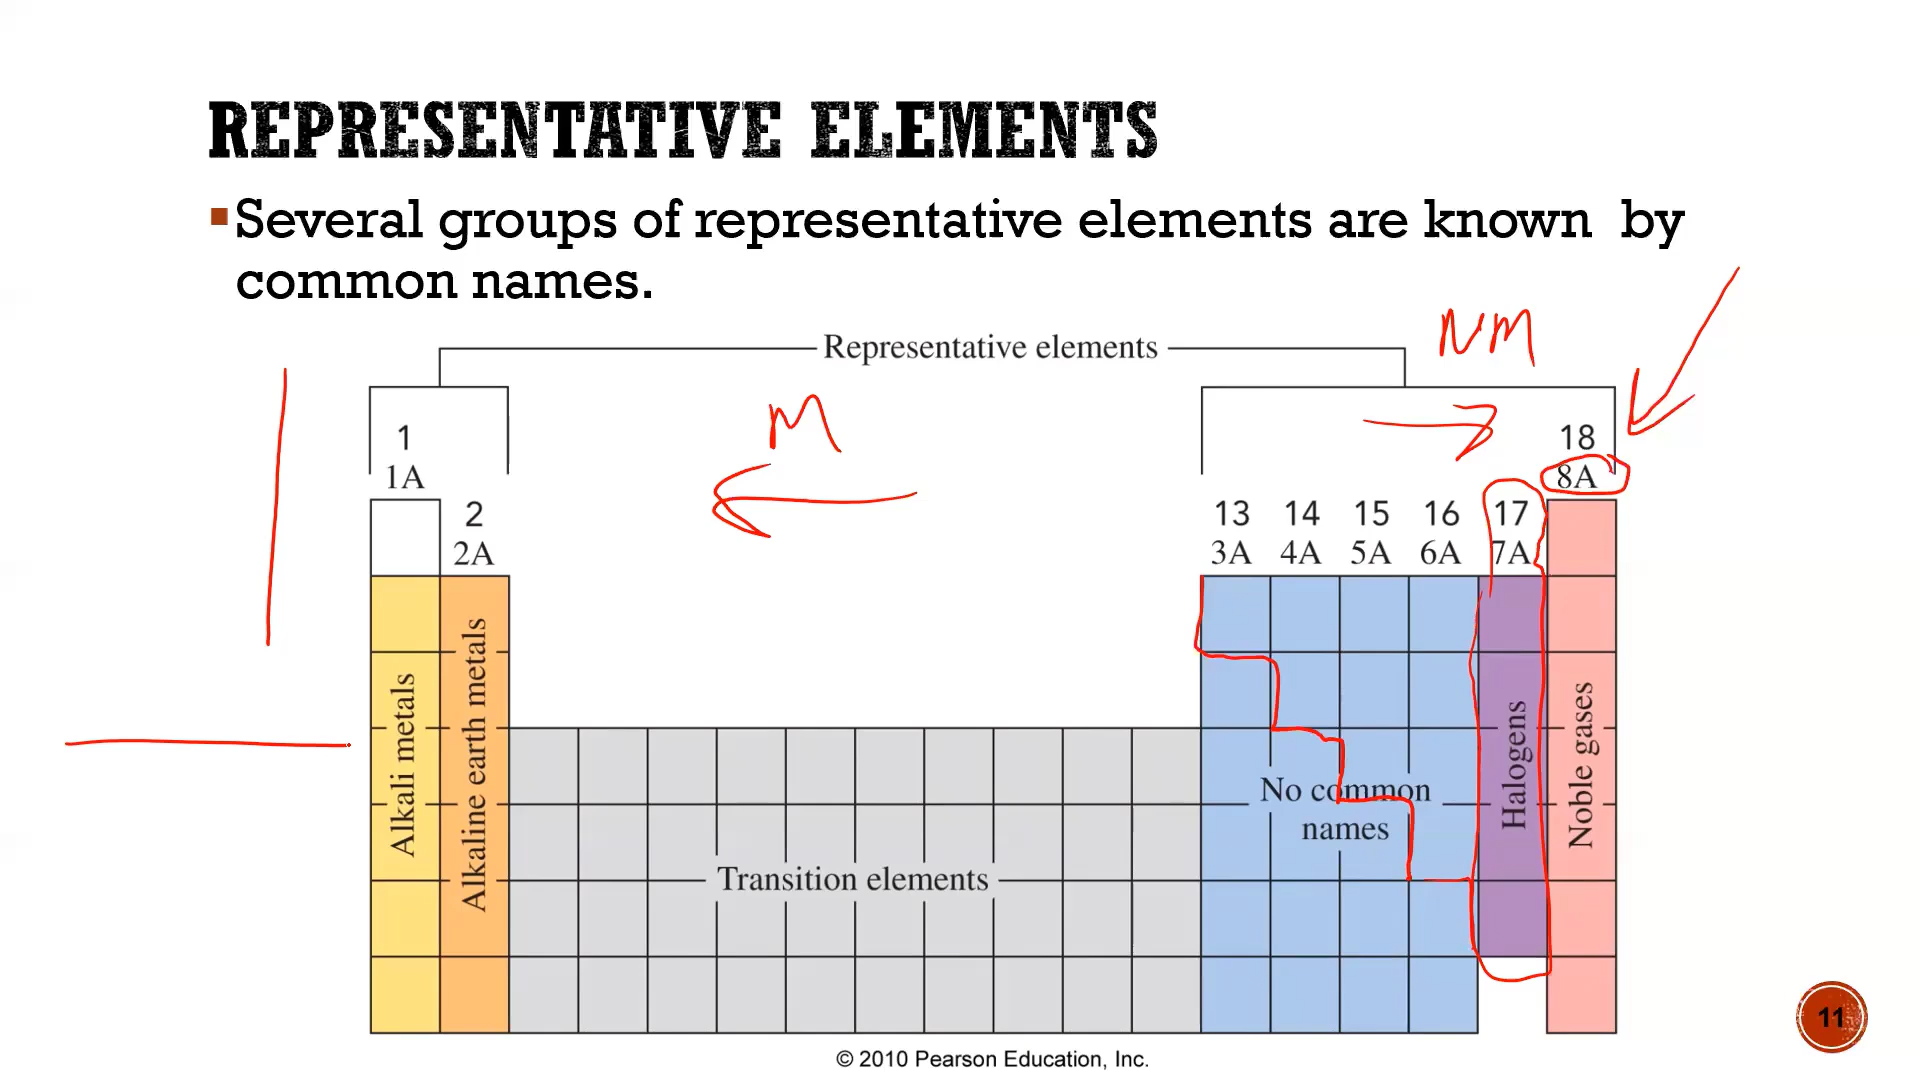 REPRESENTATIVE ELEMENTS
Several groups of representative elements are known by
common names.
Representative elements
NM
M
1
1A
2
2A
13
3A
14
4A
15
5A
16
6A
17
7A
18
8A
Alkali metals
Alkaline earth metals
Transition elements
No common
names
Halogens
Noble gases
11
© 2010 Pearson Education, Inc.